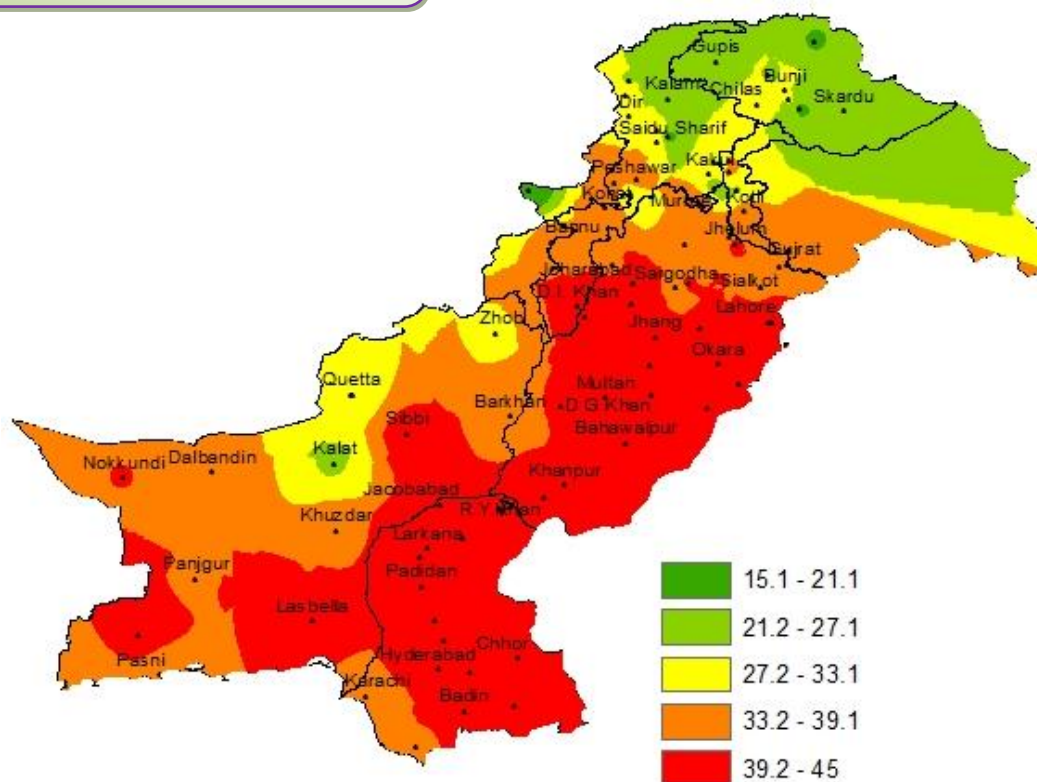 Gupis
Bunji
Kalam
Chilas
Skardu
Dir
Saidu Sharif
Kakul
Peshawar
Kohat
Murree
Kotli
Bannu
Jhelum
Gujrat
Joharabad
Sargodha
Sialkot
D.I. Khan
Lahore
Zhob
Jhang
Okara
Quetta
Multan
Barkhan
D.G.Khan
Sibbi
Bahawalpur
Kalat
Nokkundi
Dalbandin
Khanpur
Jacobabad
R.Y.Khan
Khuzdar
Larkana
Panjgur
Padidan
Lasbella
Chhor
Pasni
Hyderabad
Karachi
Badin
15.1 - 21.1
21.2 - 27.1
27.2 - 33.1
33.2 - 39.1
39.2 - 45